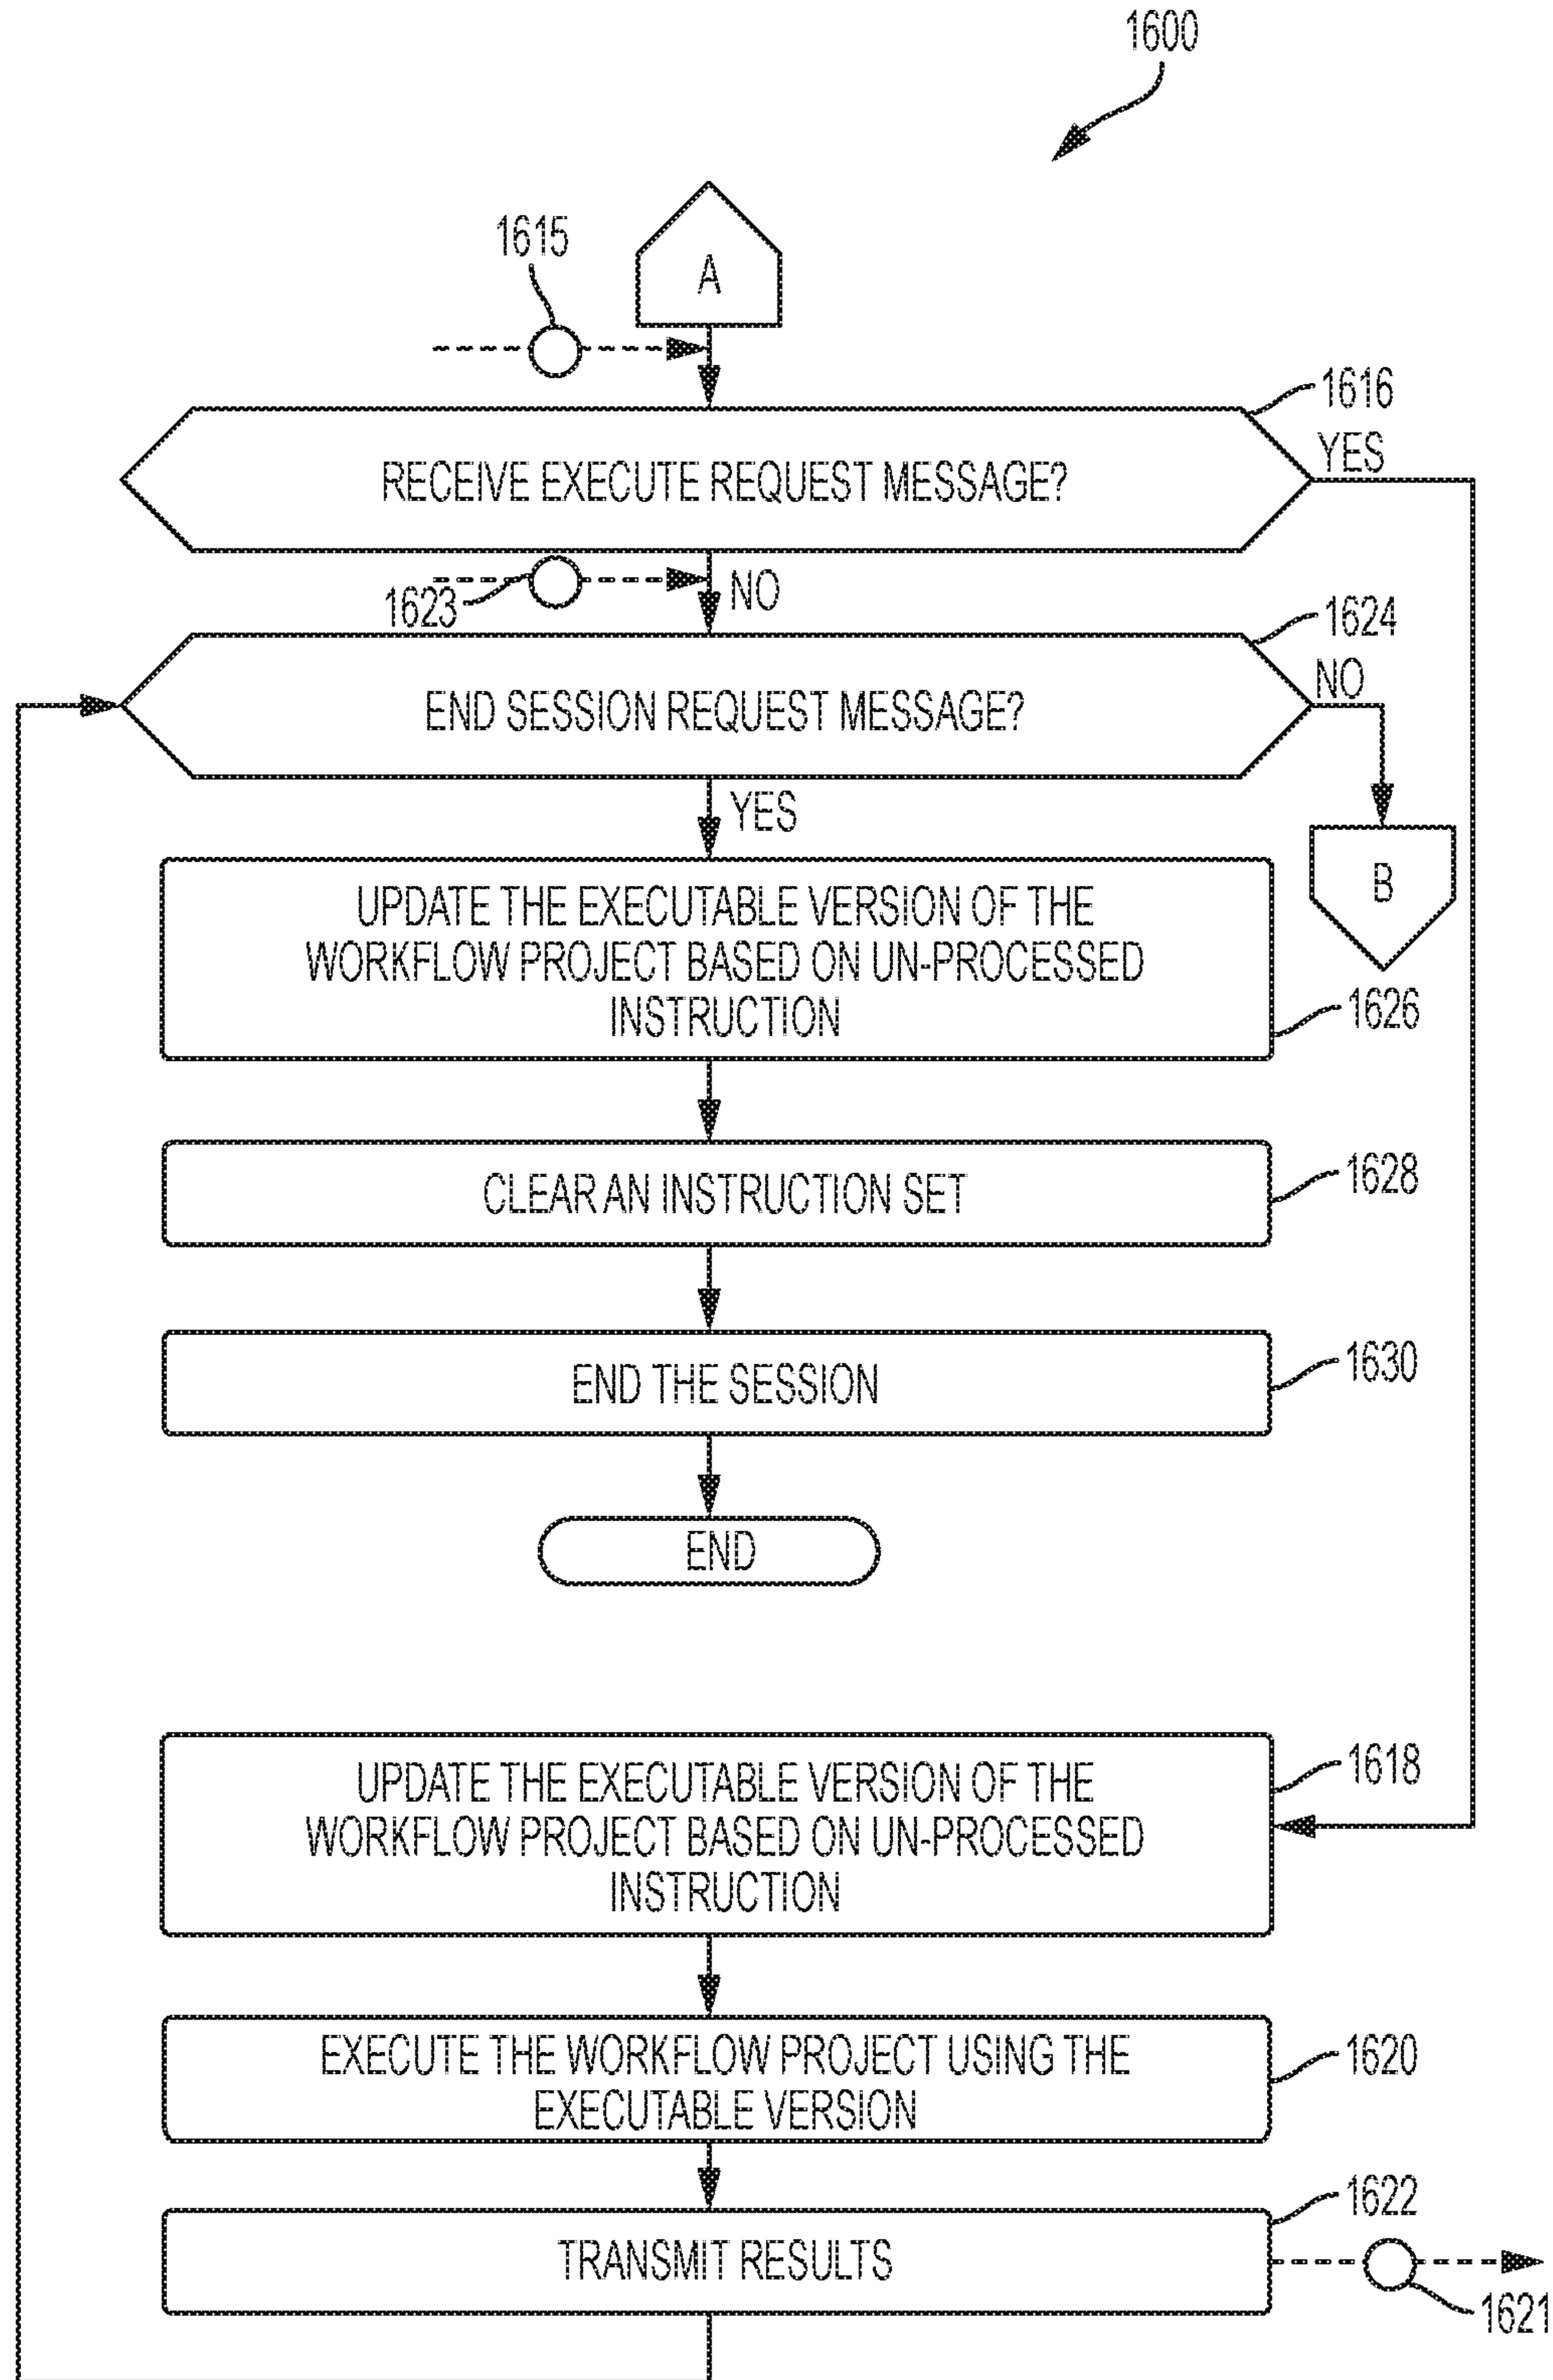 1600
1615
A
1616
YES
RECEIVE EXECUTE REQUEST MESSAGE?
1623
NO
1624
NO
END SESSION REQUEST MESSAGE?
YES
B
UPDATE THE EXECUTABLE VERSION OF THE
WORKFLOW PROJECT BASED ON UN-PROCESSED
INSTRUCTION
1626
CLEAR AN INSTRUCTION SET
1628
END THE SESSION
1630
END
UPDATE THE EXECUTABLE VERSION OF THE
WORKFLOW PROJECT BASED ON UN-PROCESSED
INSTRUCTION
1618
EXECUTE THE WORKFLOW PROJECT USING THE
EXECUTABLE VERSION
1620
TRANSMIT RESULTS
1622
1621